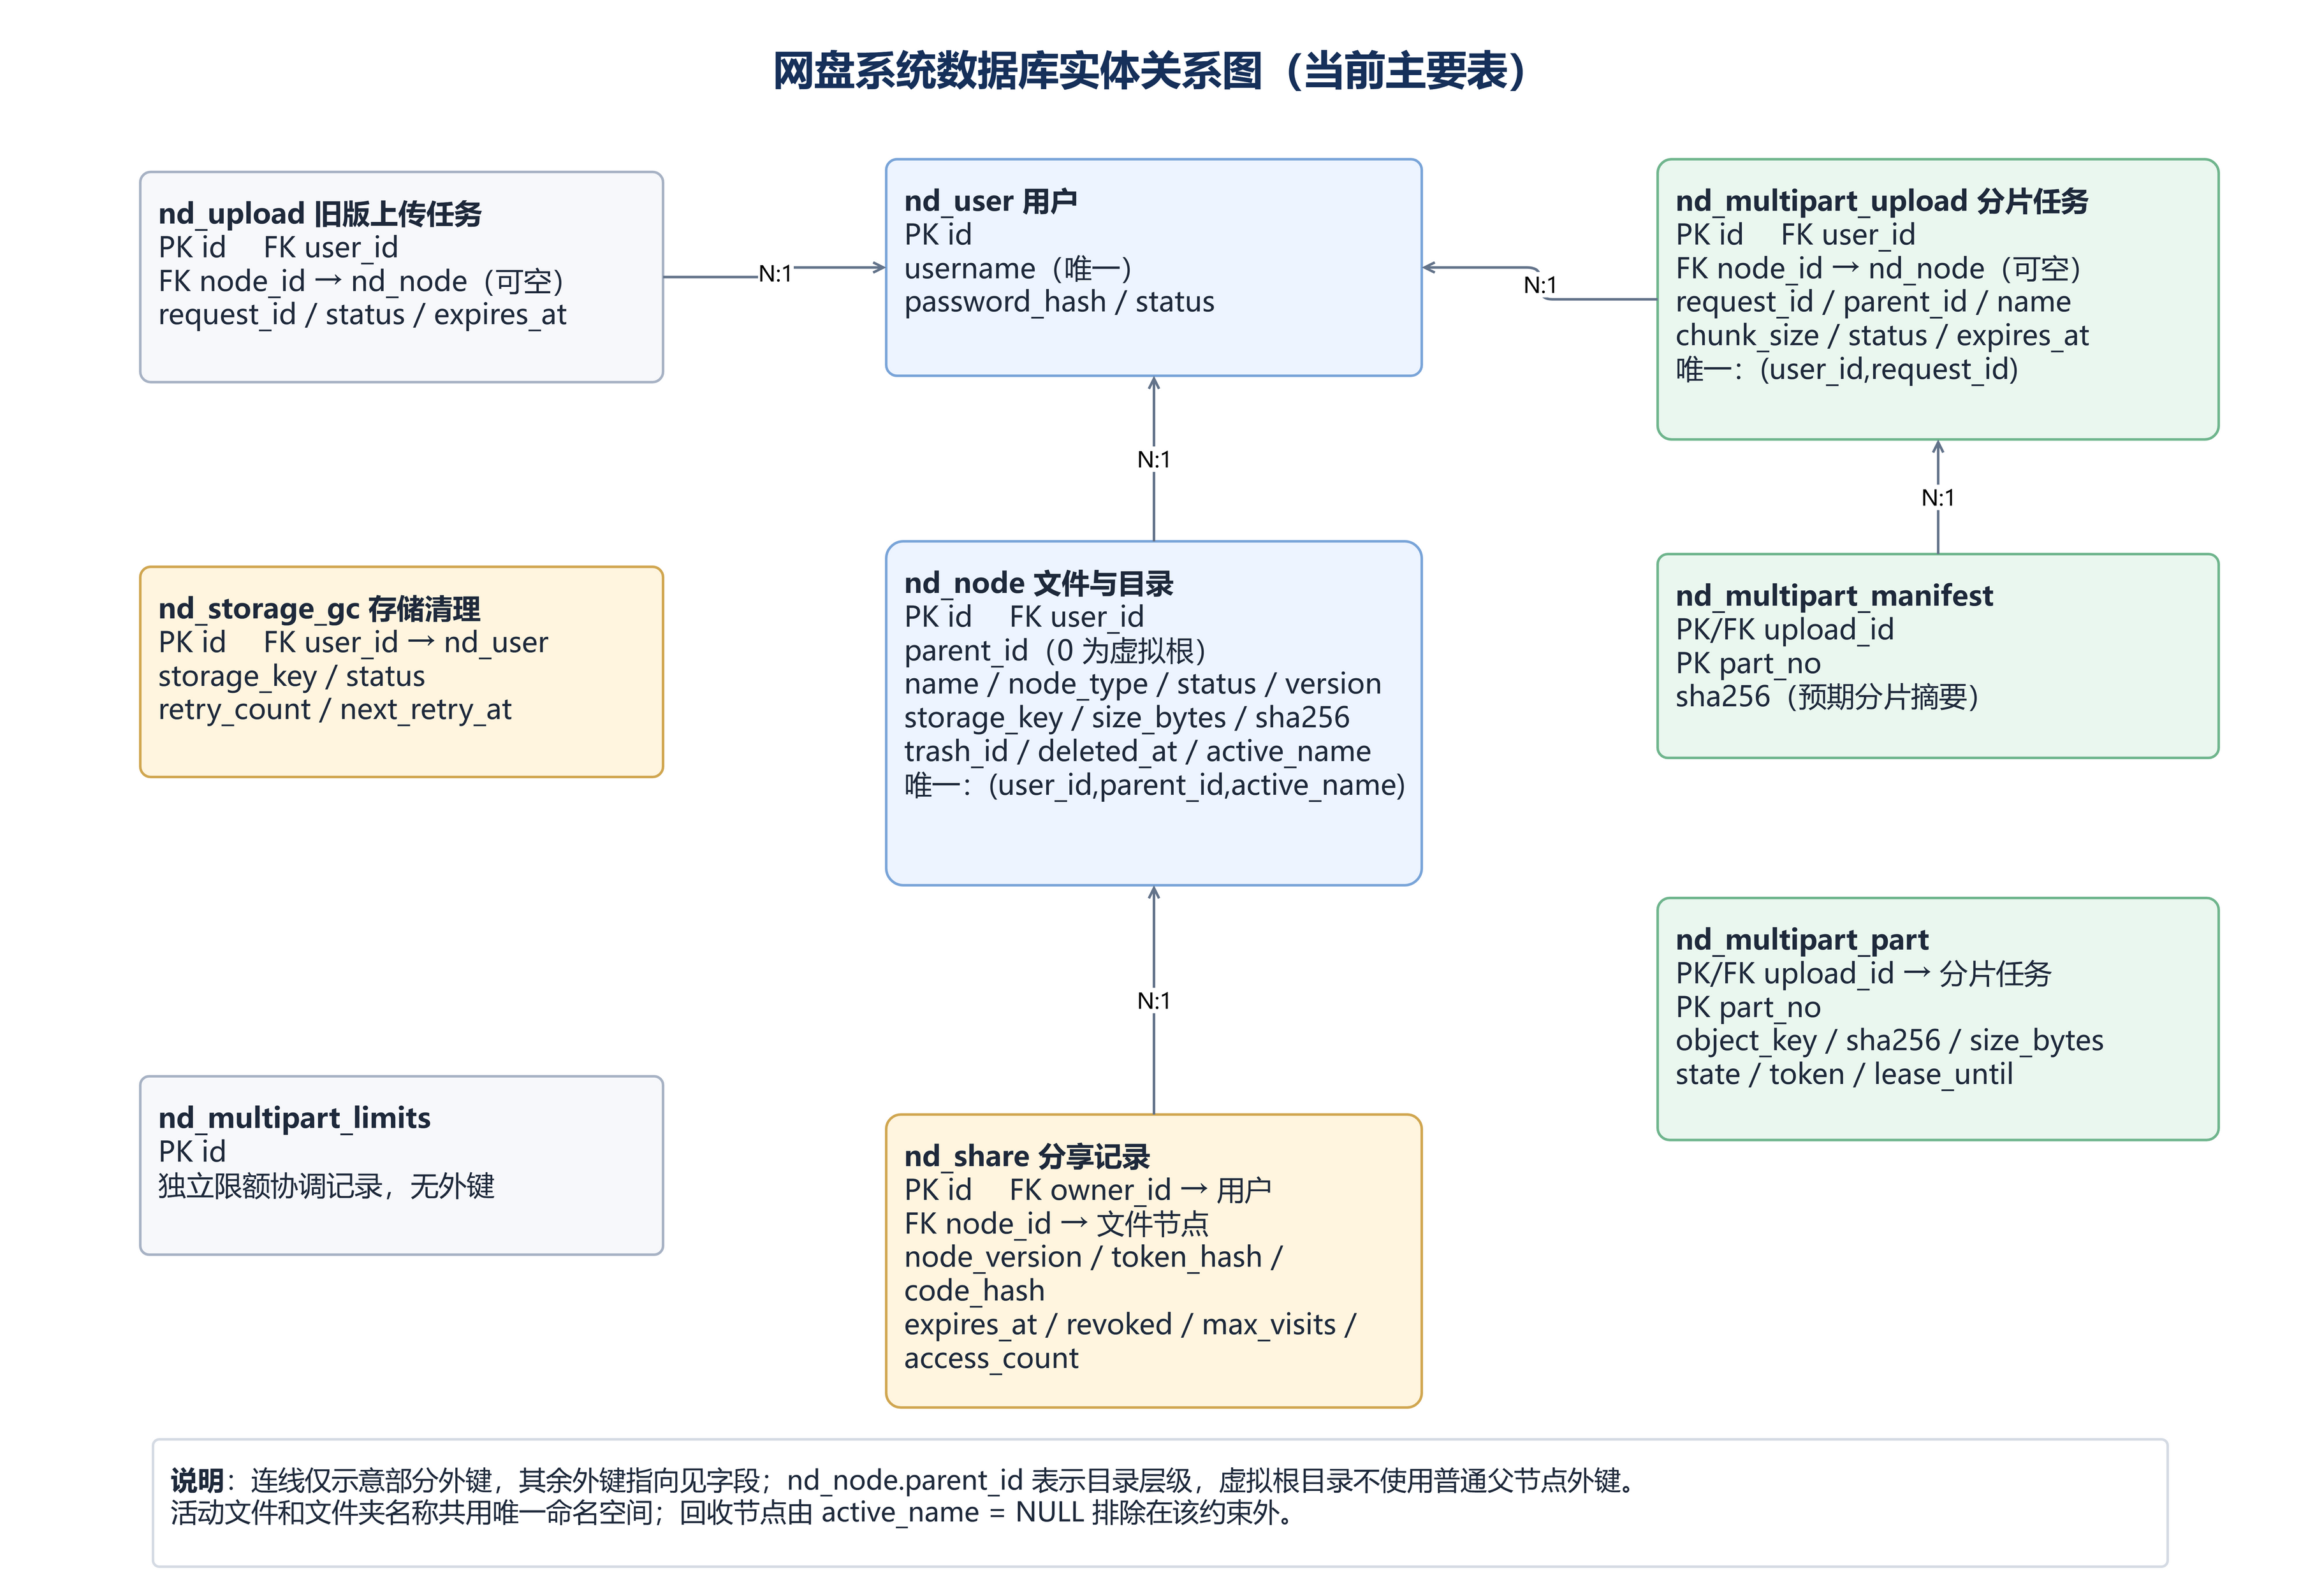 网盘系统数据库实体关系图（当前主要表）
nd_upload 旧版上传任务
PK id FK user_id
FK node_id → nd_node（可空）
request_id / status / expires_at
N:1
nd_user 用户
PK id
username（唯一）
password_hash / status
N:1
nd_multipart_upload 分片任务
PK id FK user_id
FK node_id → nd_node（可空）
request_id / parent_id / name
chunk_size / status / expires_at
唯一：(user_id,request_id)
N:1
N:1
nd_storage_gc 存储清理
PK id FK user_id → nd_user
storage_key / status
retry_count / next_retry_at
nd_node 文件与目录
PK id FK user_id
parent_id（0 为虚拟根）
name / node_type / status / version
storage_key / size_bytes / sha256
trash_id / deleted_at / active_name
唯一：(user_id,parent_id,active_name)
nd_multipart_manifest
PK/FK upload_id
PK part_no
sha256（预期分片摘要）
N:1
nd_multipart_part
PK/FK upload_id → 分片任务
PK part_no
object_key / sha256 / size_bytes
state / token / lease_until
nd_multipart_limits
PK id
独立限额协调记录，无外键
nd_share 分享记录
PK id FK owner_id → 用户
FK node_id → 文件节点
node_version / token_hash /
code_hash
expires_at / revoked / max_visits /
access_count
说明：连线仅示意部分外键，其余外键指向见字段；nd_node.parent_id 表示目录层级，虚拟根目录不使用普通父节点外键。
活动文件和文件夹名称共用唯一命名空间；回收节点由 active_name = NULL 排除在该约束外。